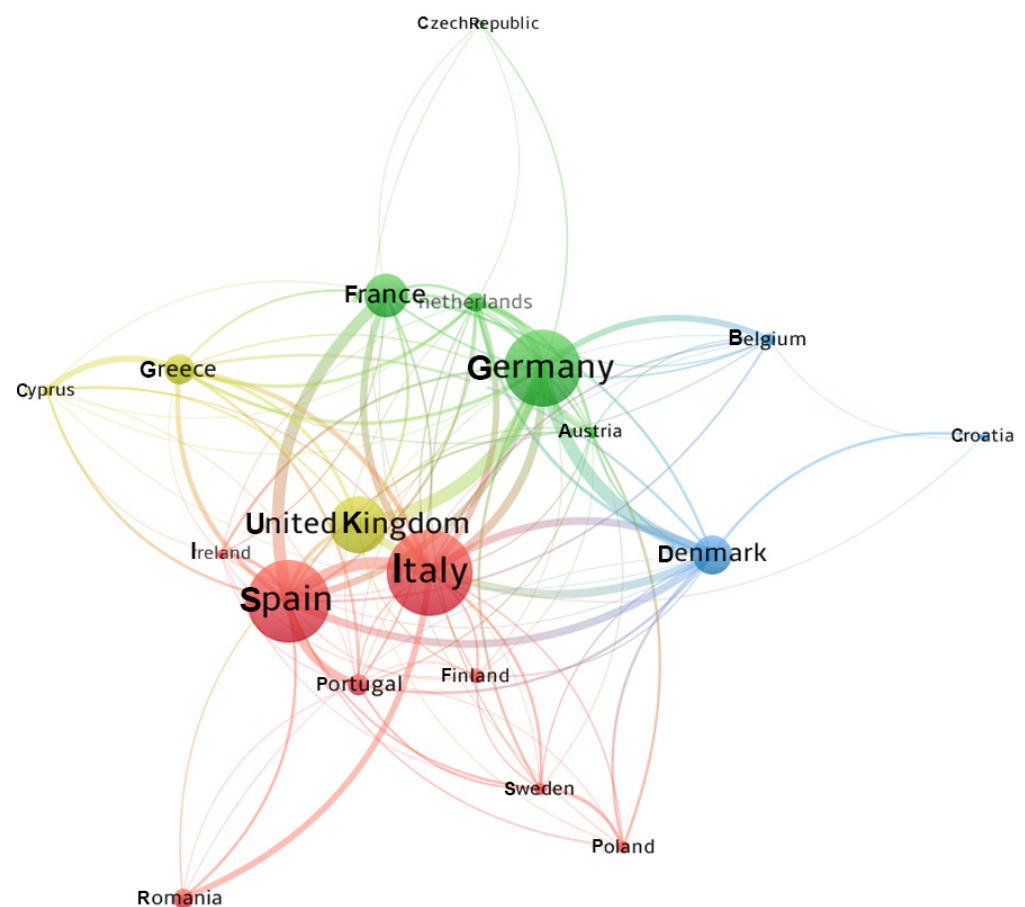 CzechRepublic
France
netherlands
Belgium
Greece
Germany
Cyprus
Austria
Croatia
United Kingdom
Ireland
Denmark
Italy
Spain
Finland
Portugal
Sweden
Poland
Romania